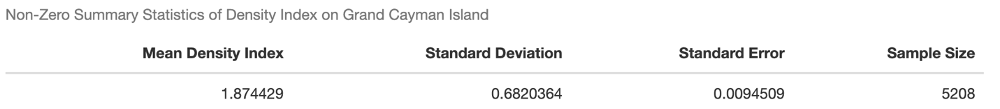 Non-Zero Summary Statistics of Density Index on Grand Cayman Island
Mean Density Index Standard Deviation Standard Error Sample Size
1.874429 0.6820364 0.0094509 5208